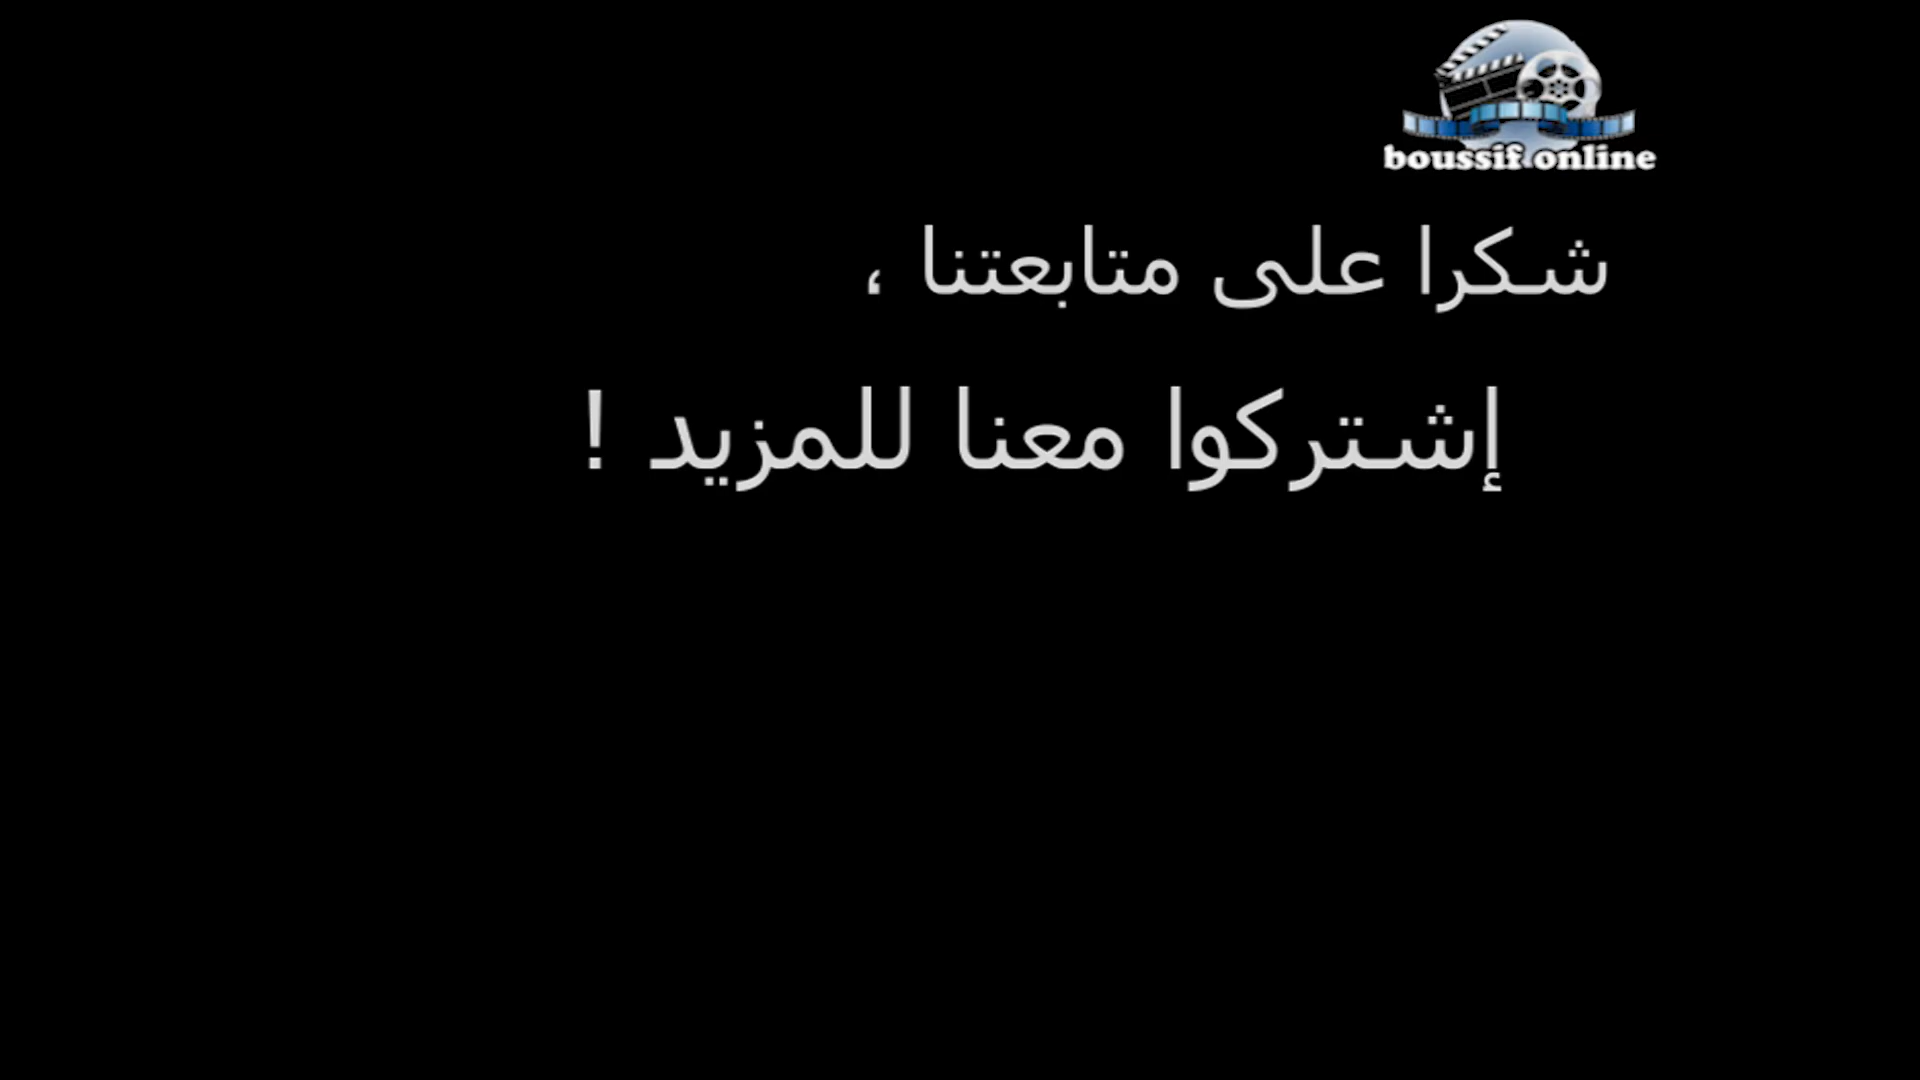 boussif online
شكرا على متابعتنا ،
إشتركوا معنا للمزيد !